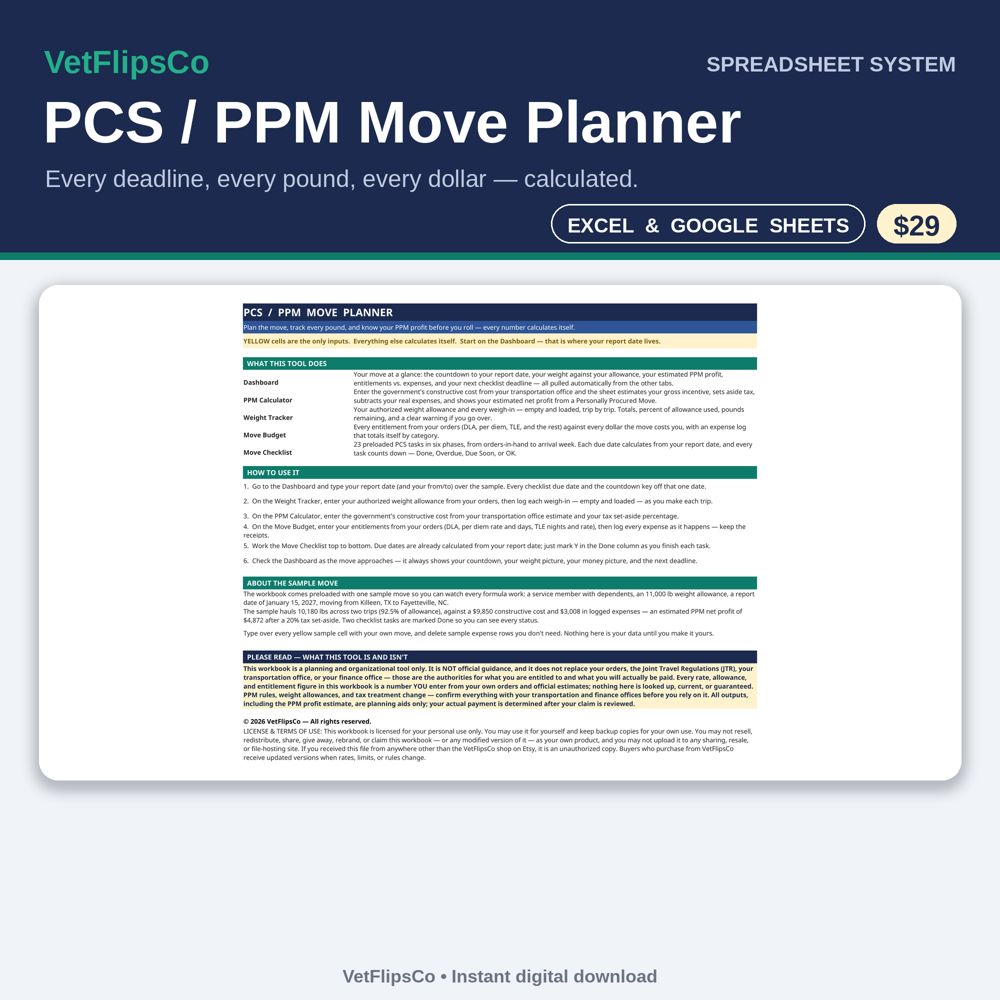 VetFlipsCo
SPREADSHEET SYSTEM
PCS / PPM Move Planner
Every deadline, every pound, every dollar — calculated.
EXCEL & GOOGLE SHEETS
$29
PCS / PPM MOVE PLANNER
Plan the move, track every pound, and know your PPM profit before you roll — every number calculates itself.
YELLOW cells are the only inputs. Everything else calculates itself. Start on the Dashboard — that is where your report date lives.
WHAT THIS TOOL DOES
Dashboard
Your move at a glance: the countdown to your report date, your weight against your allowance, your estimated PPM profit,
entitlements vs. expenses, and your next checklist deadline — all pulled automatically from the other tabs.
PPM Calculator
Enter the government's constructive cost from your transportation office and the sheet estimates your gross incentive, sets aside tax,
subtracts your real expenses, and shows your estimated net profit from a Personally Procured Move.
Weight Tracker
Your authorized weight allowance and every weigh-in — empty and loaded, trip by trip. Totals, percent of allowance used, pounds
remaining, and a clear warning if you go over.
Move Budget
Every entitlement from your orders (DLA, per diem, TLE, and the rest) against every dollar the move costs you, with an expense log
that totals itself by category.
Move Checklist
23 preloaded PCS tasks in six phases, from orders-in-hand to arrival week. Each due date calculates from your report date, and every
task counts down — Done, Overdue, Due Soon, or OK.
HOW TO USE IT
1. Go to the Dashboard and type your report date (and your from/to) over the sample. Every checklist due date and the countdown key off that one date.
2. On the Weight Tracker, enter your authorized weight allowance from your orders, then log each weigh-in — empty and loaded — as you make each trip.
3. On the PPM Calculator, enter the government's constructive cost from your transportation office estimate and your tax set-aside percentage.
4. On the Move Budget, enter your entitlements from your orders (DLA, per diem rate and days, TLE nights and rate), then log every expense as it happens — keep the
receipts.
5. Work the Move Checklist top to bottom. Due dates are already calculated from your report date; just mark Y in the Done column as you finish each task.
6. Check the Dashboard as the move approaches — it always shows your countdown, your weight picture, your money picture, and the next deadline.
ABOUT THE SAMPLE MOVE
The workbook comes preloaded with one sample move so you can watch every formula work: a service member with dependents, an 11,000 lb weight allowance, a report
date of January 15, 2027, moving from Killeen, TX to Fayetteville, NC.
The sample hauls 10,180 lbs across two trips (92.5% of allowance), against a $9,850 constructive cost and $3,008 in logged expenses — an estimated PPM net profit of
$4,872 after a 20% tax set-aside. Two checklist tasks are marked Done so you can see every status.
Type over every yellow sample cell with your own move, and delete sample expense rows you don't need. Nothing here is your data until you make it yours.
PLEASE READ — WHAT THIS TOOL IS AND ISN'T
This workbook is a planning and organizational tool only. It is NOT official guidance, and it does not replace your orders, the Joint Travel Regulations (JTR), your
transportation office, or your finance office — those are the authorities for what you are entitled to and what you will actually be paid. Every rate, allowance,
and entitlement figure in this workbook is a number YOU enter from your own orders and official estimates; nothing here is looked up, current, or guaranteed.
PPM rules, weight allowances, and tax treatment change — confirm everything with your transportation and finance offices before you rely on it. All outputs,
including the PPM profit estimate, are planning aids only; your actual payment is determined after your claim is reviewed.
© 2026 VetFlipsCo — All rights reserved.
LICENSE & TERMS OF USE: This workbook is licensed for your personal use only. You may use it for yourself and keep backup copies for your own use. You may not resell,
redistribute, share, give away, rebrand, or claim this workbook — or any modified version of it — as your own product, and you may not upload it to any sharing, resale,
or file-hosting site. If you received this file from anywhere other than the VetFlipsCo shop on Etsy, it is an unauthorized copy. Buyers who purchase from VetFlipsCo
receive updated versions when rates, limits, or rules change.
VetFlipsCo • Instant digital download